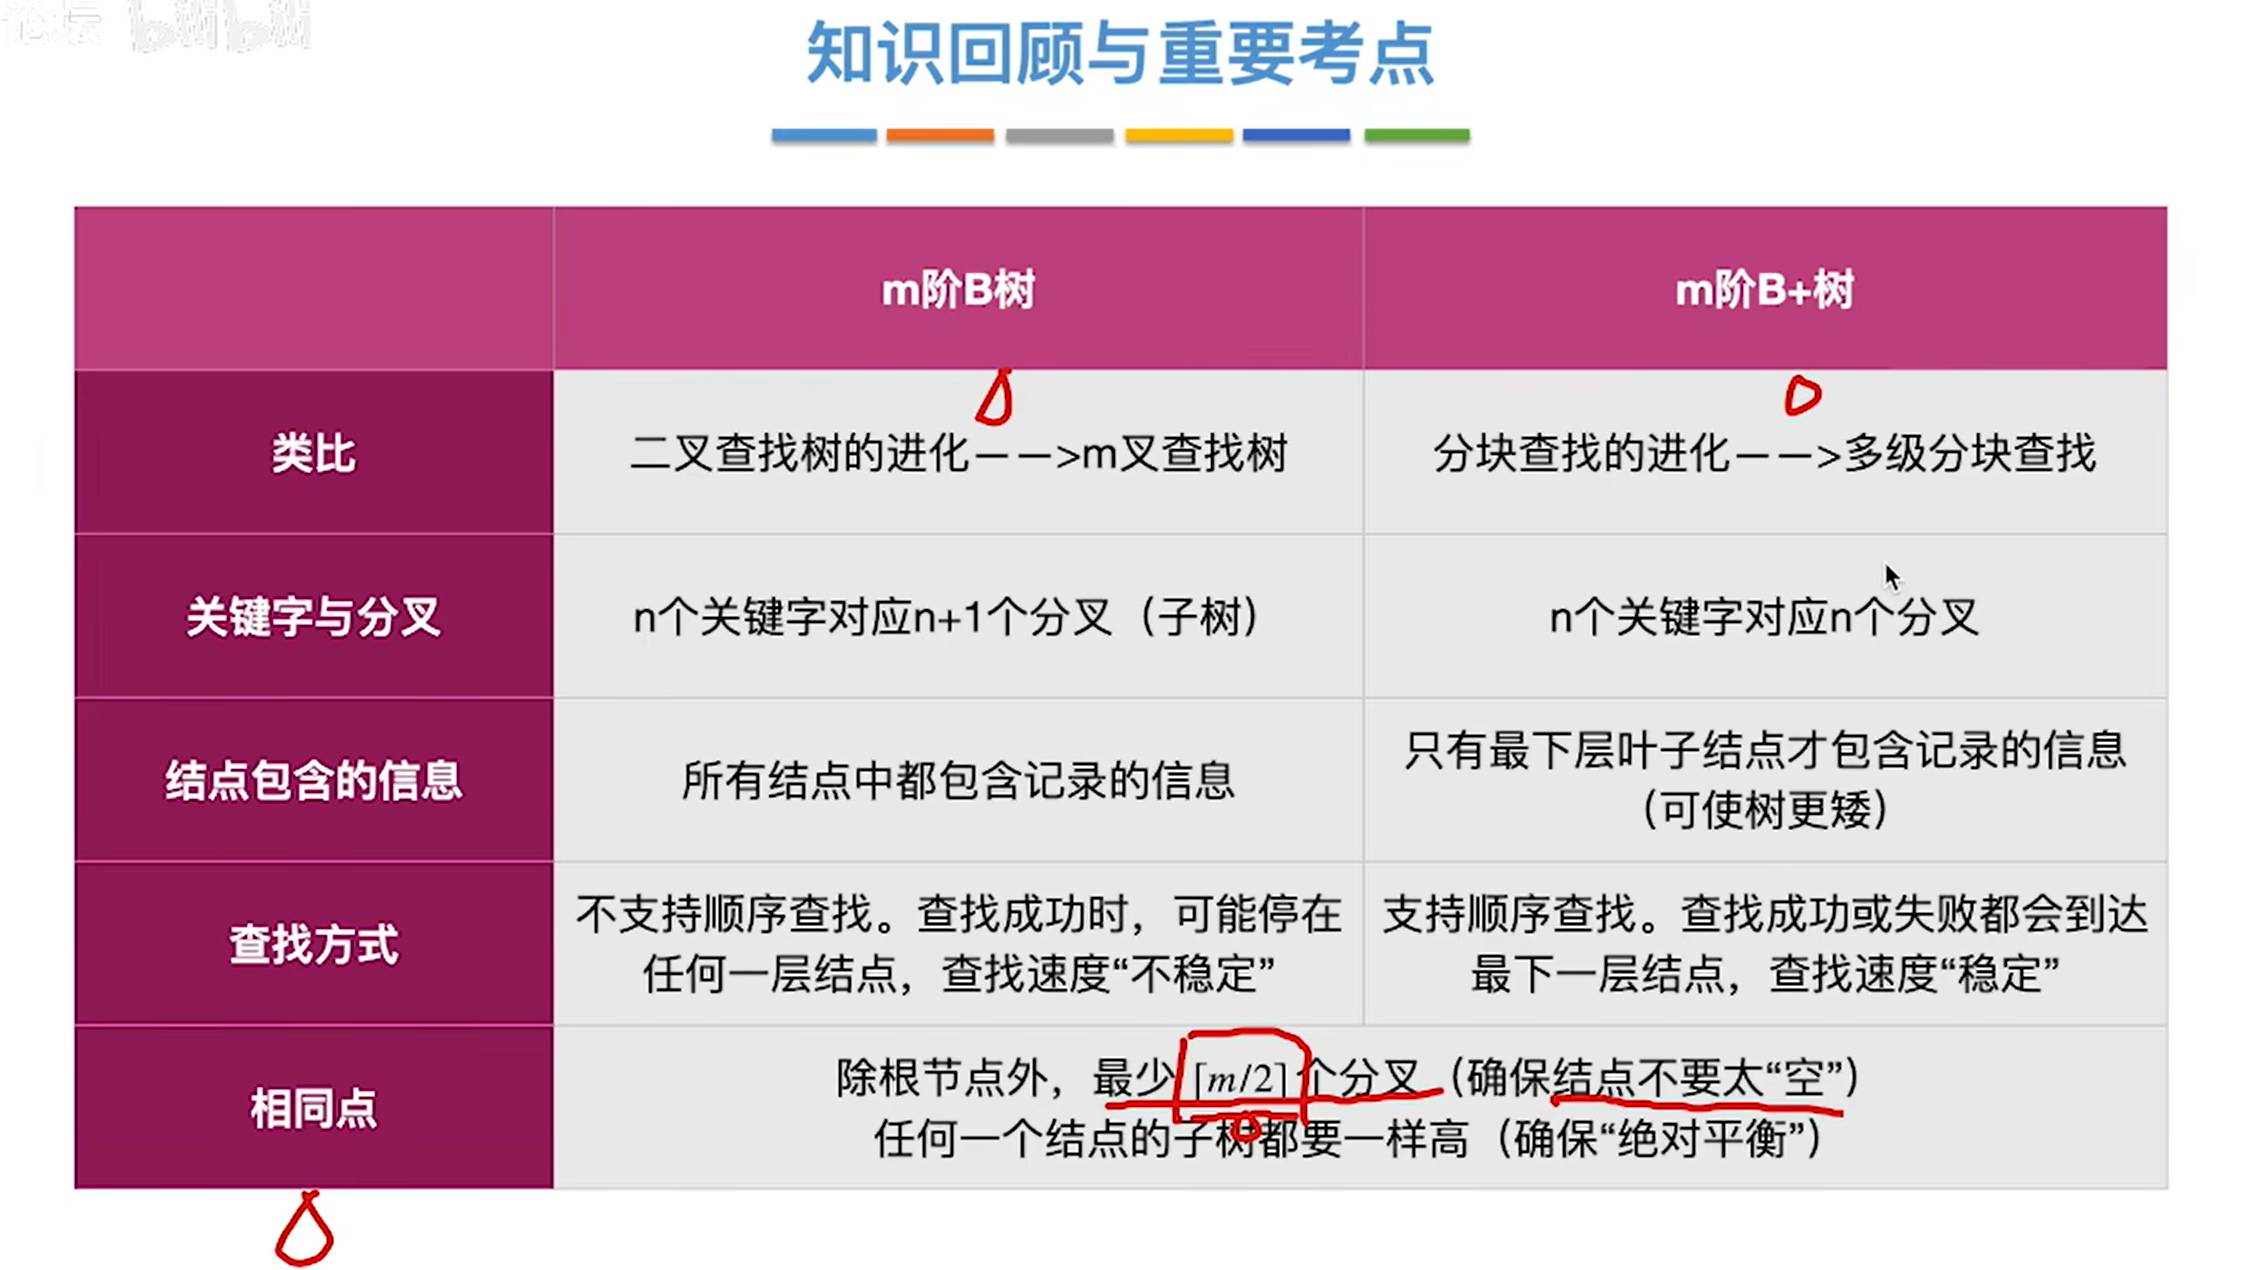 论坛 bilibili
知识回顾与重要考点
m阶B树
m阶B+树
类比
二叉查找树的进化——>m叉查找树
分块查找的进化——>多级分块查找
关键字与分叉
n个关键字对应n+1个分叉（子树）
n个关键字对应n个分叉
结点包含的信息
所有结点中都包含记录的信息
只有最下层叶子结点才包含记录的信息
（可使树更矮）
查找方式
不支持顺序查找。查找成功时，可能停在
任何一层结点，查找速度“不稳定”
支持顺序查找。查找成功或失败都会到达
最下一层结点，查找速度“稳定”
相同点
除根节点外，最少⌈m/2⌉个分叉（确保结点不要太“空”）
任何一个结点的子树都要一样高（确保“绝对平衡”）